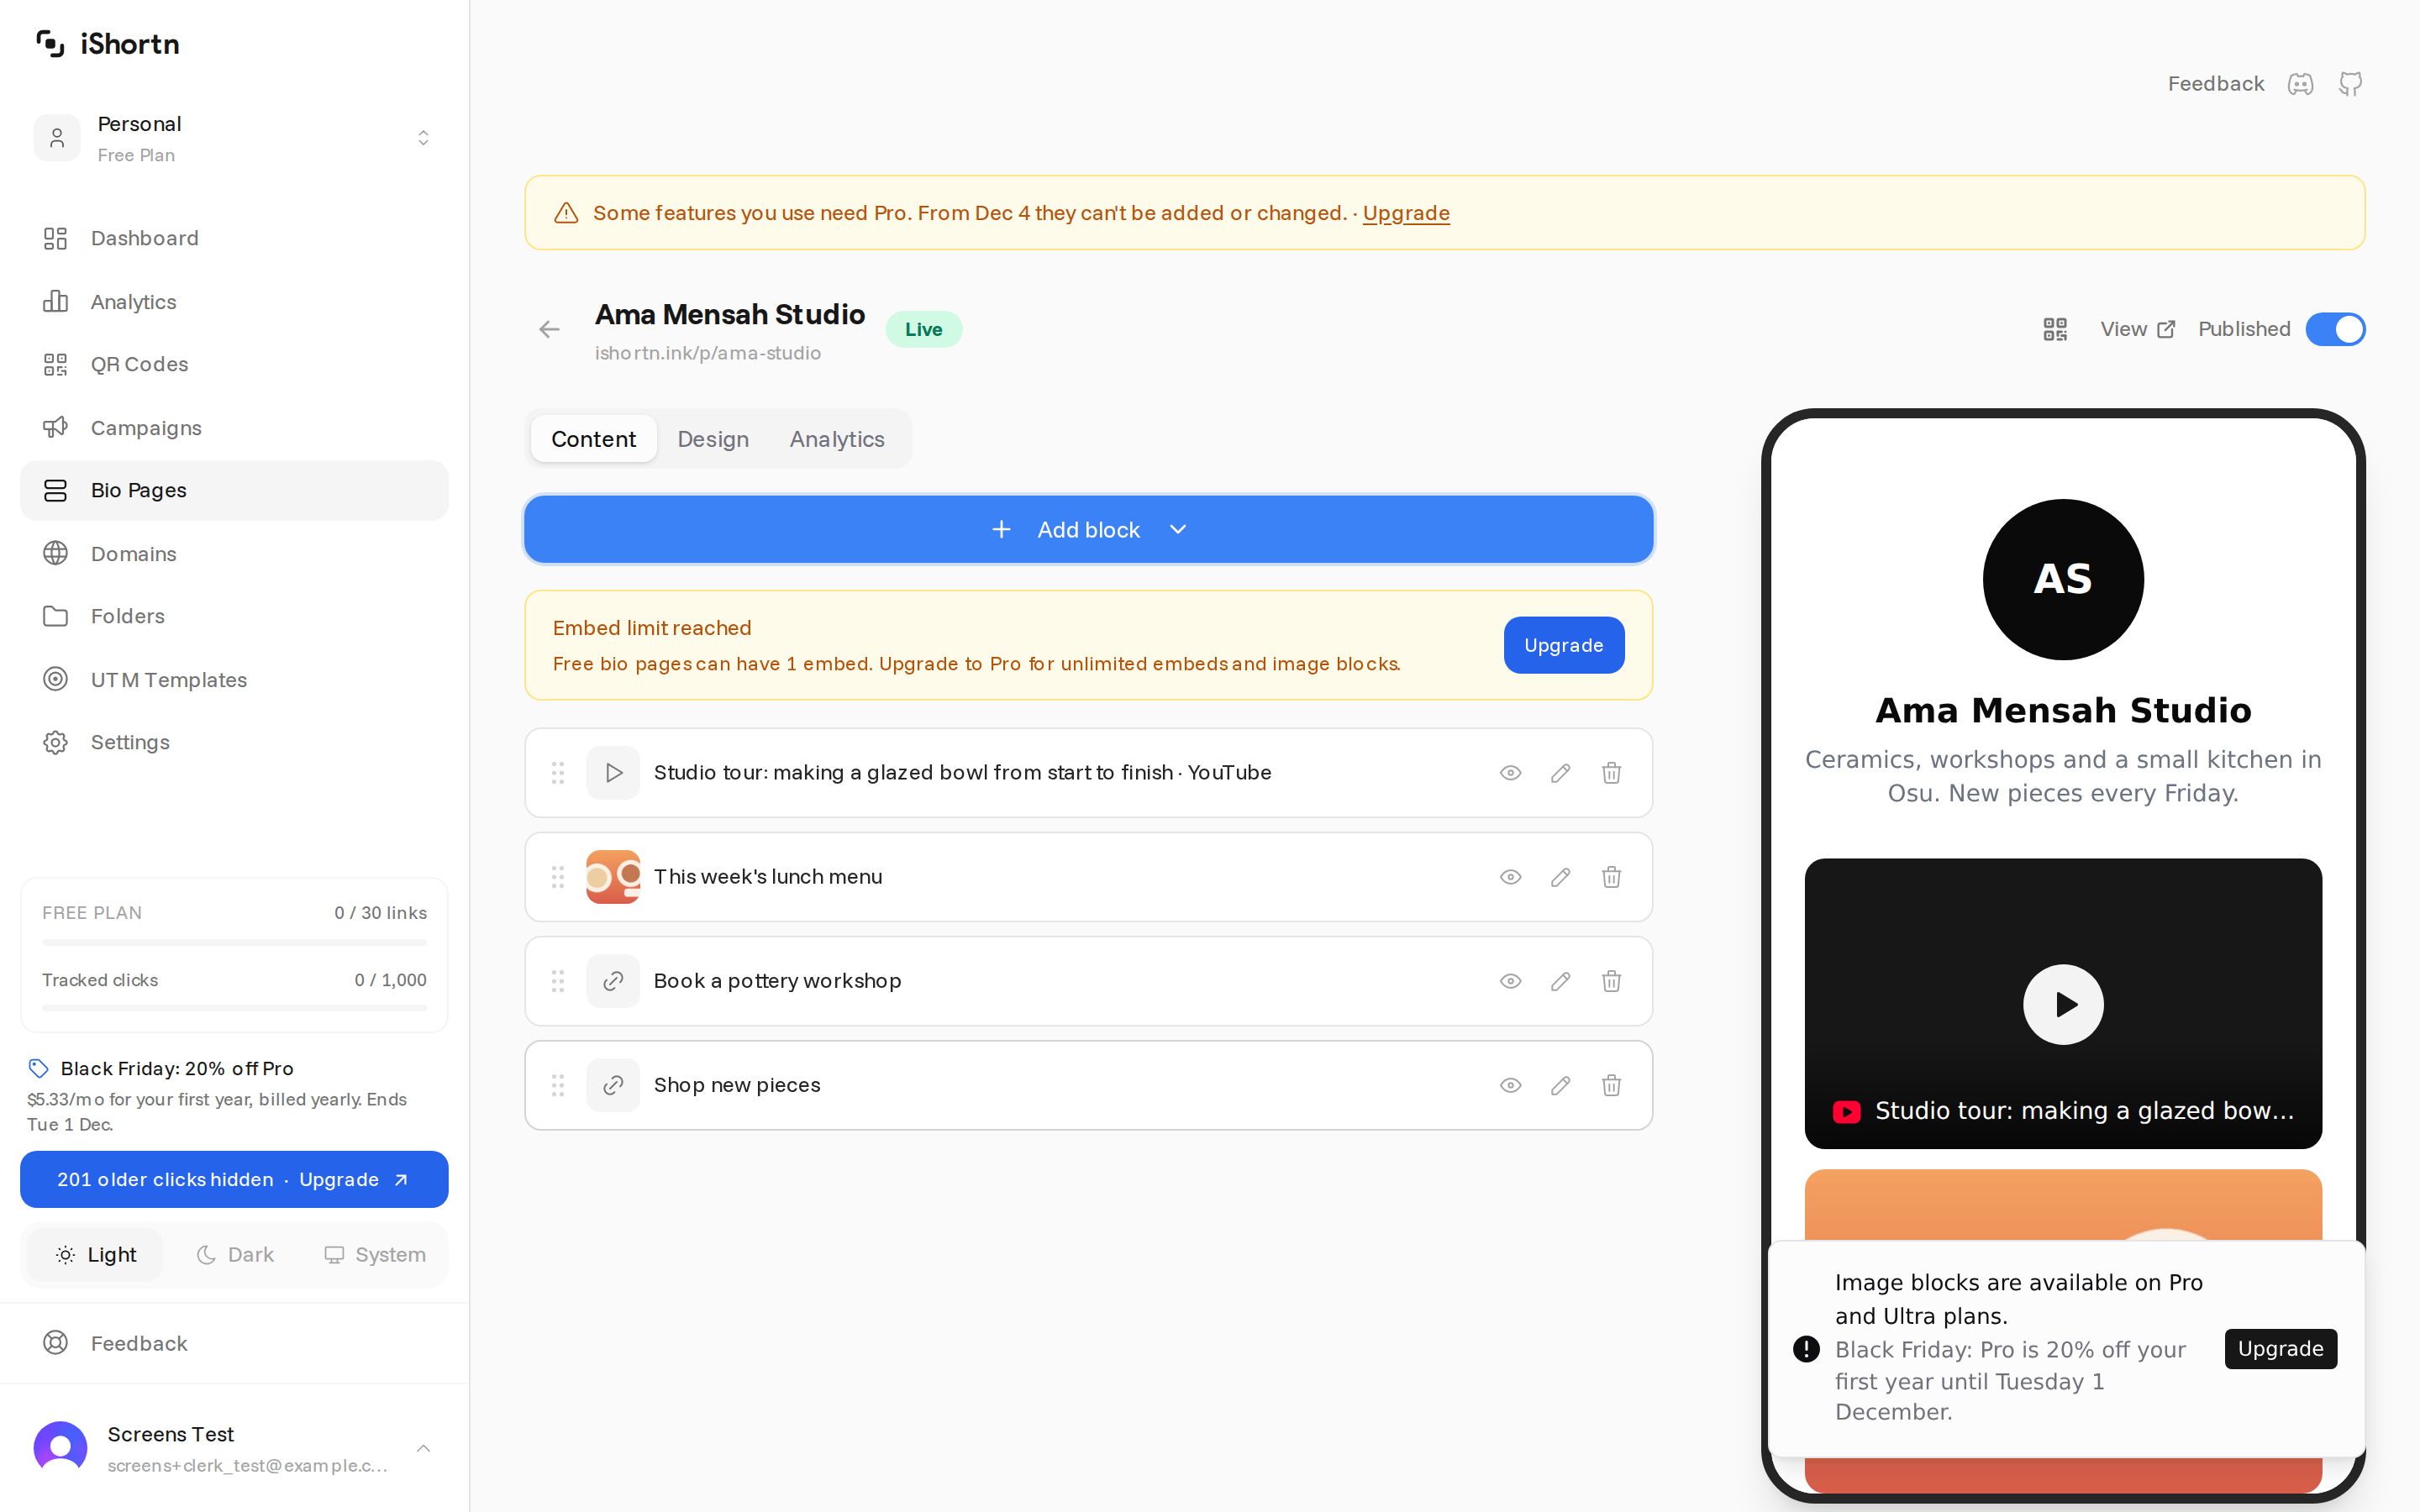 iShortn
Personal
Free Plan
Dashboard
Analytics
QR Codes
Campaigns
Bio Pages
Domains
Folders
UTM Templates
Settings
FREE PLAN 0 / 30 links
Tracked clicks 0 / 1,000
Black Friday: 20% off Pro
$5.33/mo for your first year, billed yearly. Ends
Tue 1 Dec.
201 older clicks hidden · Upgrade
Light Dark System
Feedback
Screens Test
screens+clerk_test@example.c...
Feedback
Some features you use need Pro. From Dec 4 they can't be added or changed. · Upgrade
Ama Mensah Studio Live
ishortn.ink/p/ama-studio
View Published
Content Design Analytics
Add block
Embed limit reached
Free bio pages can have 1 embed. Upgrade to Pro for unlimited embeds and image blocks.
Upgrade
Studio tour: making a glazed bowl from start to finish · YouTube
This week's lunch menu
Book a pottery workshop
Shop new pieces
AS
Ama Mensah Studio
Ceramics, workshops and a small kitchen in
Osu. New pieces every Friday.
Studio tour: making a glazed bow...
Image blocks are available on Pro
and Ultra plans.
Black Friday: Pro is 20% off your
first year until Tuesday 1
December.
Upgrade